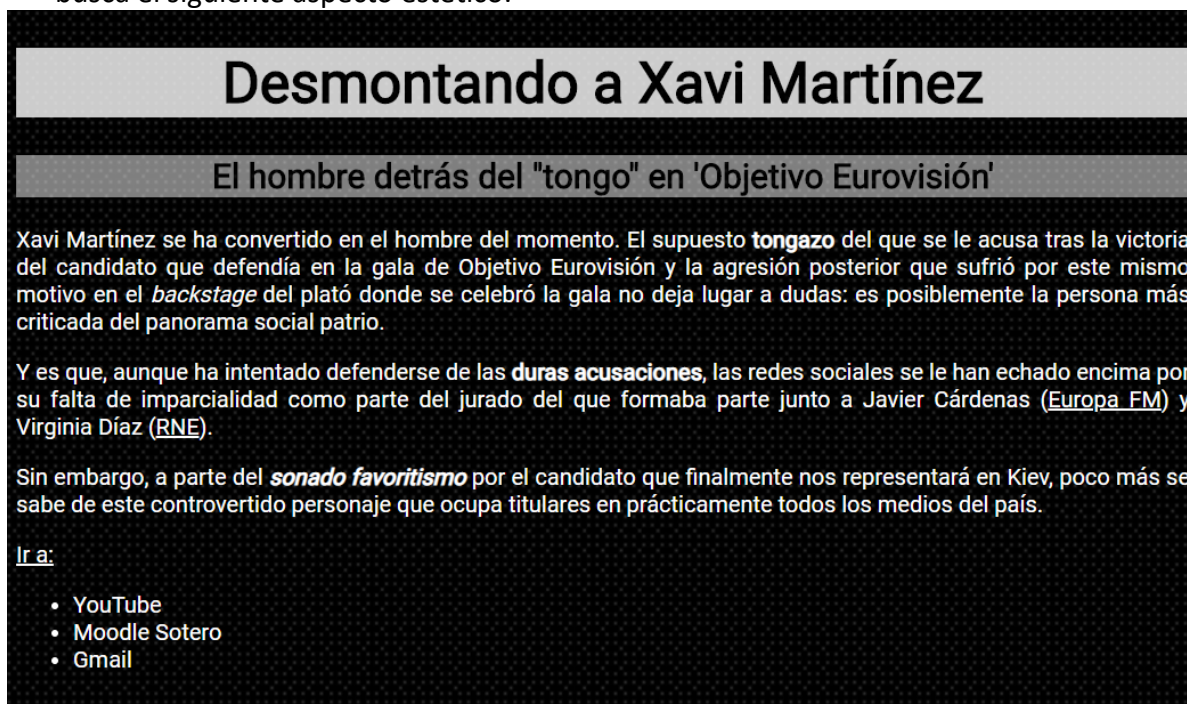 busca el siguiente aspecto estético:
Desmontando a Xavi Martínez
El hombre detrás del "tongo" en 'Objetivo Eurovisión'
Xavi Martínez se ha convertido en el hombre del momento. El supuesto tongazo del que se le acusa tras la victoria
del candidato que defendía en la gala de Objetivo Eurovisión y la agresión posterior que sufrió por este mismo
motivo en el backstage del plató donde se celebró la gala no deja lugar a dudas: es posiblemente la persona más
criticada del panorama social patrio.
Y es que, aunque ha intentado defenderse de las duras acusaciones, las redes sociales se le han echado encima por
su falta de imparcialidad como parte del jurado del que formaba parte junto a Javier Cárdenas (Europa FM) y
Virginia Díaz (RNE).
Sin embargo, a parte del sonado favoritismo por el candidato que finalmente nos representará en Kiev, poco más se
sabe de este controvertido personaje que ocupa titulares en prácticamente todos los medios del país.
Ir a:
• YouTube
• Moodle Sotero
• Gmail